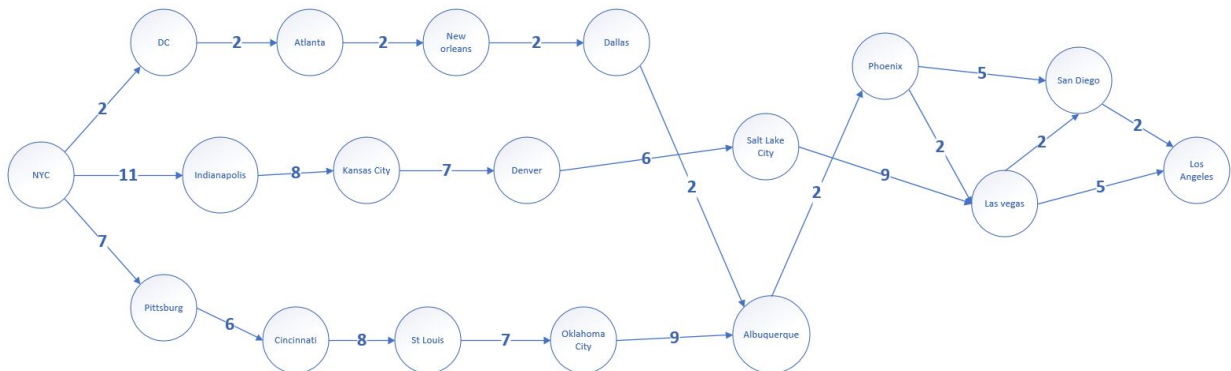 DC
2
Atlanta
2
New
orleans
2
Dallas
Phoenix
5
San Diego
2
2
Salt Lake
City
2
2
Los
Angeles
NYC
11
Indianapolis
8
Kansas City
7
Denver
6
9
5
2
2
Las vegas
7
Pittsburg
6
Cincinnati
8
St Louis
7
Oklahoma
City
9
Albuquerque